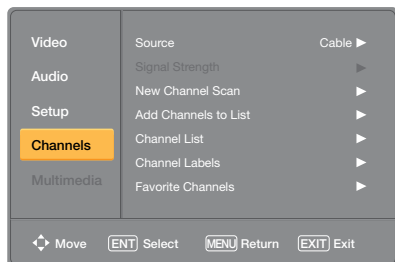 Video
Audio
Setup
Channels
Multimedia
Source Cable ▶
Signal Strength ▶
New Channel Scan ▶
Add Channels to List ▶
Channel List ▶
Channel Labels ▶
Favorite Channels ▶
Move ENT Select MENU Return EXIT Exit